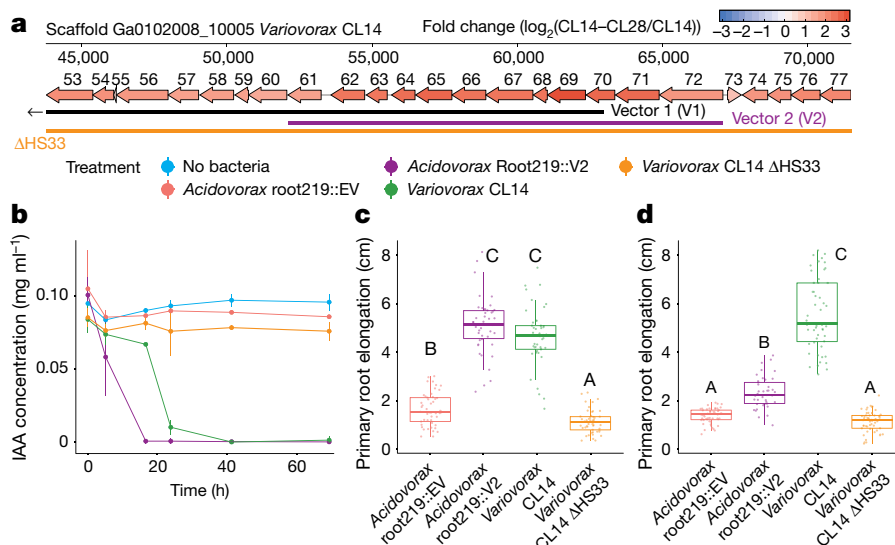 a
Scaffold Ga0102008_10005 Variovorax CL14
Fold change (log2(CL14–CL28/CL14))
−3 −2 −1 0 1 2 3
45,000 50,000 55,000 60,000 65,000 70,000
53 54 55 56 57 58 59 60 61 62 63 64 65 66 67 68 69 70 71 72 73 74 75 76 77
← Vector 1 (V1)
Vector 2 (V2)
ΔHS33
Treatment
No bacteria
Acidovorax root219::EV
Acidovorax Root219::V2
Variovorax CL14
Variovorax CL14 ΔHS33
b
IAA concentration (mg ml−1)
0.10
0.05
0
0 20 40 60
Time (h)
c
Primary root elongation (cm)
8
6
4
2
0
B C C A
Acidovorax root219::EV
Acidovorax root219::V2
Variovorax CL14
Variovorax CL14 ΔHS33
d
Primary root elongation (cm)
8
6
4
2
0
A B C A
Acidovorax root219::EV
Acidovorax root219::V2
Variovorax CL14
Variovorax CL14 ΔHS33